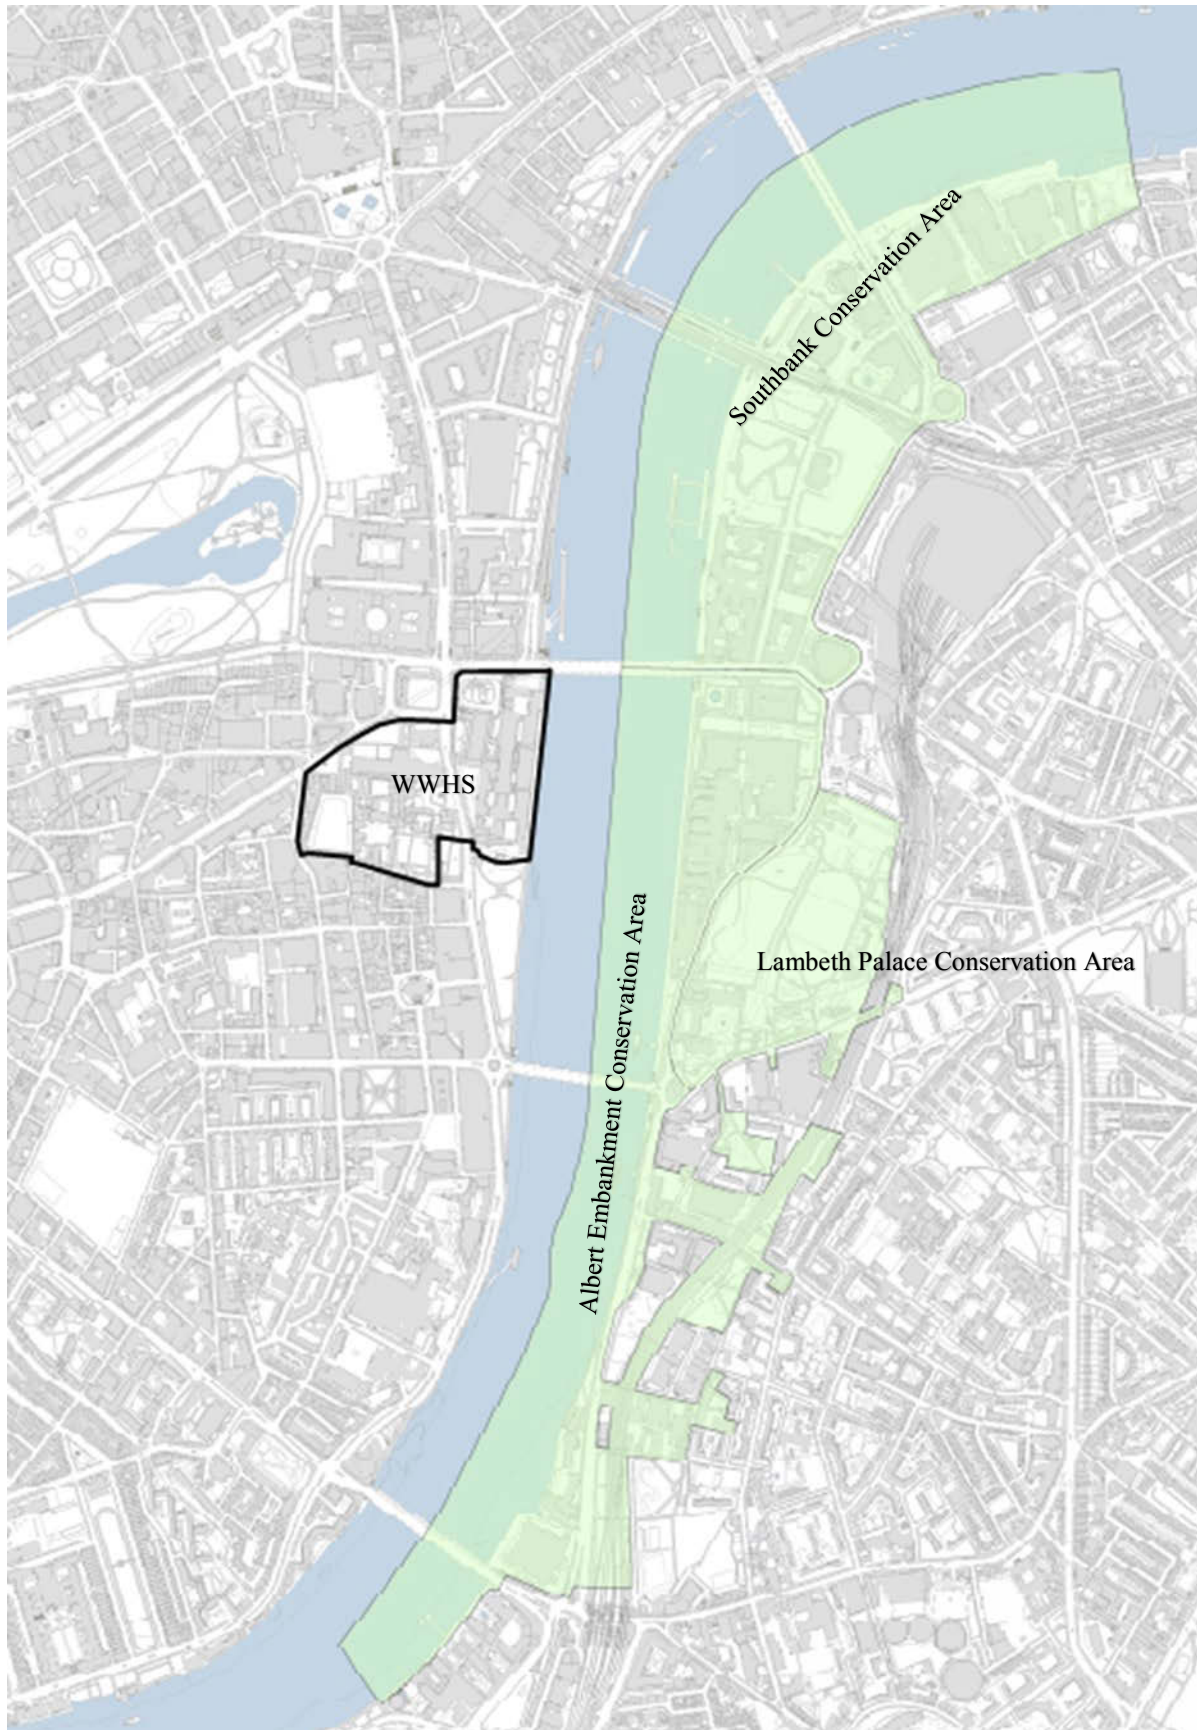 Southbank Conservation Area
WWHS
Lambeth Palace Conservation Area
Albert Embankment Conservation Area